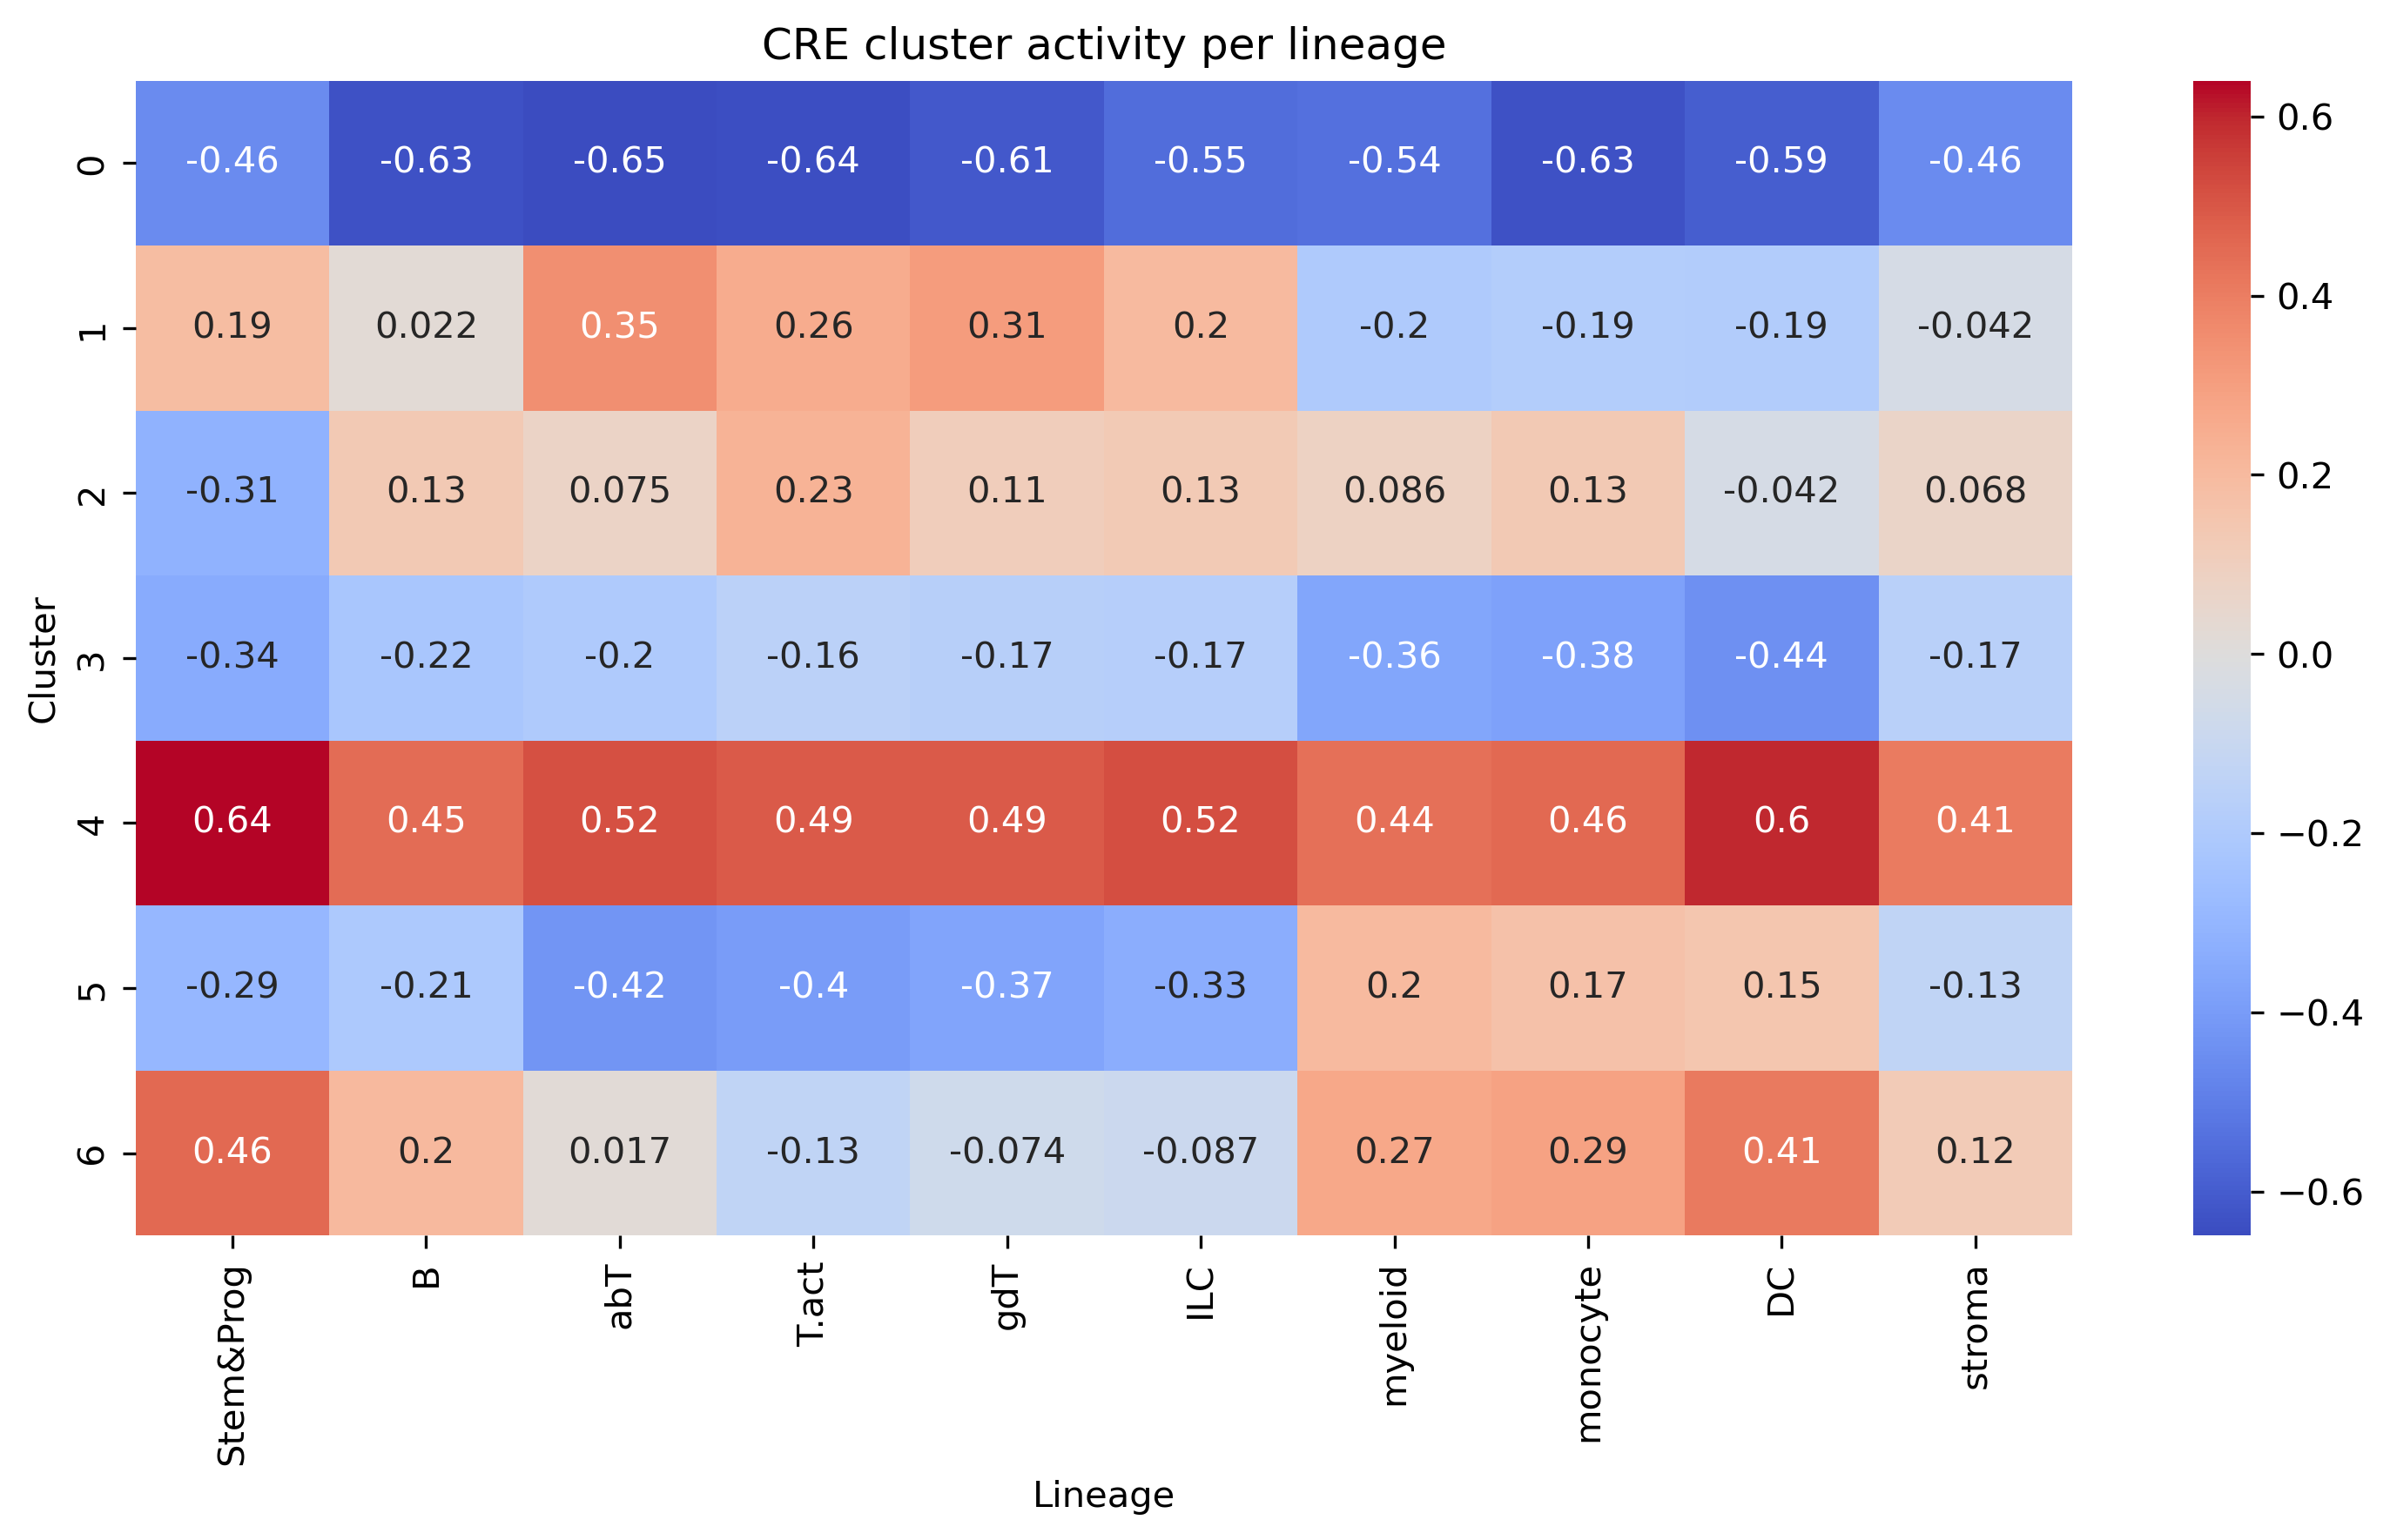 CRE cluster activity per lineage
0 -0.46 -0.63 -0.65 -0.64 -0.61 -0.55 -0.54 -0.63 -0.59 -0.46
1 0.19 0.022 0.35 0.26 0.31 0.2 -0.2 -0.19 -0.19 -0.042
2 -0.31 0.13 0.075 0.23 0.11 0.13 0.086 0.13 -0.042 0.068
3 -0.34 -0.22 -0.2 -0.16 -0.17 -0.17 -0.36 -0.38 -0.44 -0.17
4 0.64 0.45 0.52 0.49 0.49 0.52 0.44 0.46 0.6 0.41
5 -0.29 -0.21 -0.42 -0.4 -0.37 -0.33 0.2 0.17 0.15 -0.13
6 0.46 0.2 0.017 -0.13 -0.074 -0.087 0.27 0.29 0.41 0.12
Cluster
Stem&Prog B abT T.act gdT ILC myeloid monocyte DC stroma
Lineage
0.6
0.4
0.2
0.0
−0.2
−0.4
−0.6